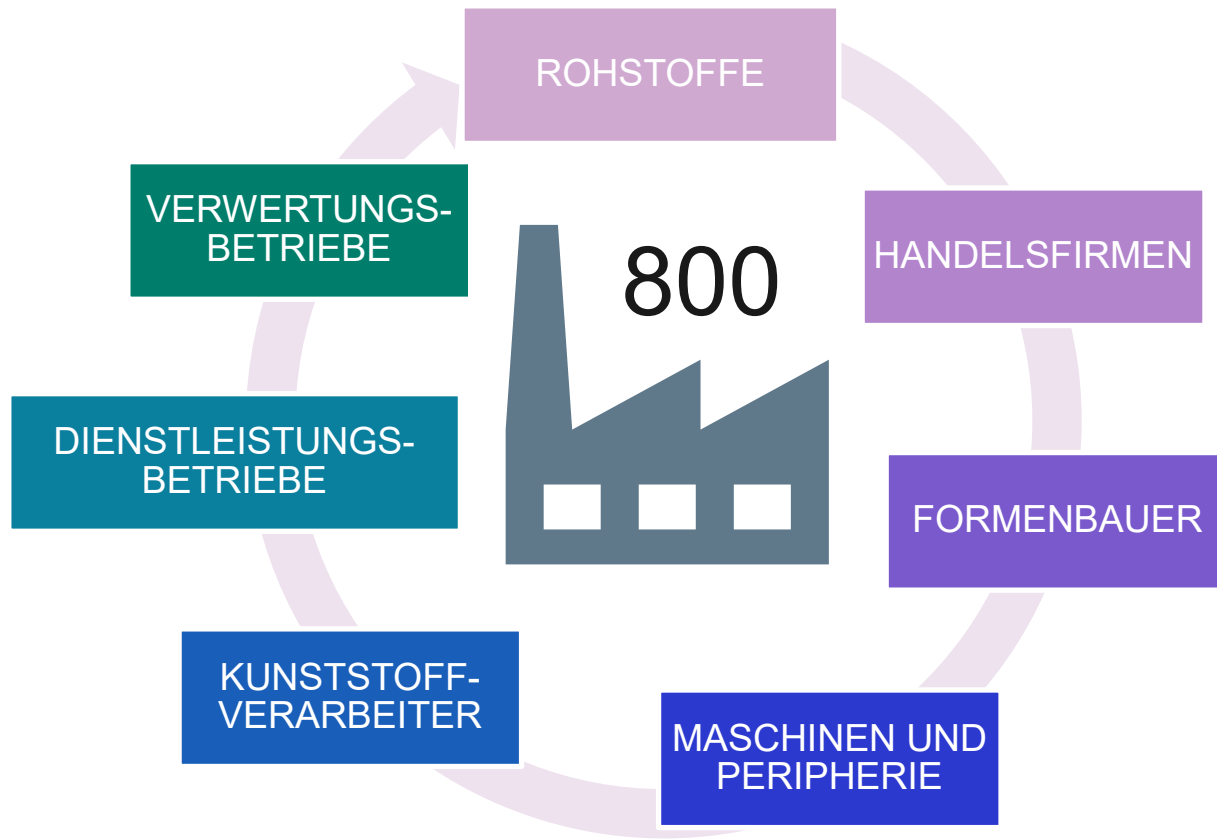 ROHSTOFFE
HANDELSFIRMEN
FORMENBAUER
MASCHINEN UND
PERIPHERIE
KUNSTSTOFF-
VERARBEITER
DIENSTLEISTUNGS-
BETRIEBE
VERWERTUNGS-
BETRIEBE
800